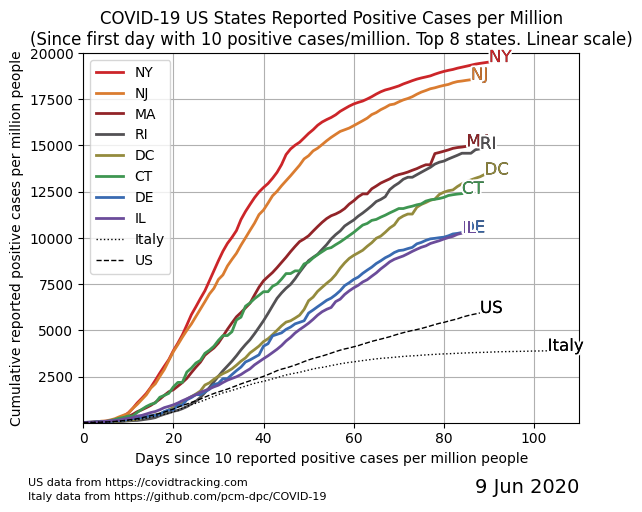 COVID-19 US States Reported Positive Cases per Million
(Since first day with 10 positive cases/million. Top 8 states. Linear scale)
Cumulative reported positive cases per million people
20000
17500
15000
12500
10000
7500
5000
2500
NY
NJ
MA
RI
DC
CT
DE
IL
Italy
US
NY
NJ
MA
RI
DC
CT
IL
DE
US
Italy
0
20
40
60
80
100
Days since 10 reported positive cases per million people
US data from https://covidtracking.com
Italy data from https://github.com/pcm-dpc/COVID-19
9 Jun 2020